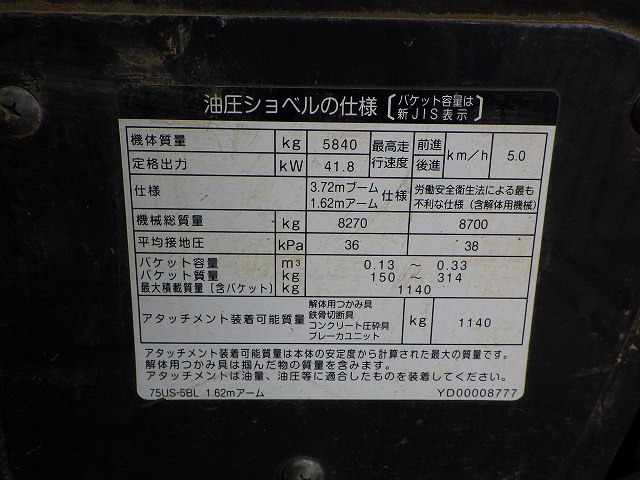 油圧ショベルの仕様〔バケット容量は新JIS表示〕
機体質量 kg 5840 最高走行速度 前進 後進 km/h 5.0
定格出力 kW 41.8
仕様 3.72mブーム 1.62mアーム 仕様 労働安全衛生法による最も不利な仕様(含解体用機械)
機械総質量 kg 8270 8700
平均接地圧 kPa 36 38
バケット容量 m³ 0.13 ~ 0.33
バケット質量 kg 150 ~ 314
最大積載質量(含バケット) kg 1140
アタッチメント装着可能質量 解体用つかみ具 鉄骨切断具 コンクリート圧砕具 ブレーカユニット kg 1140
アタッチメント装着可能質量は本体の安定度から計算された最大の質量です。
解体用つかみ具は掴んだ物の質量を含みます。
アタッチメントは油量、油圧等に適合したものを装着してください。
75US-5BL 1.62mアーム YD00008777